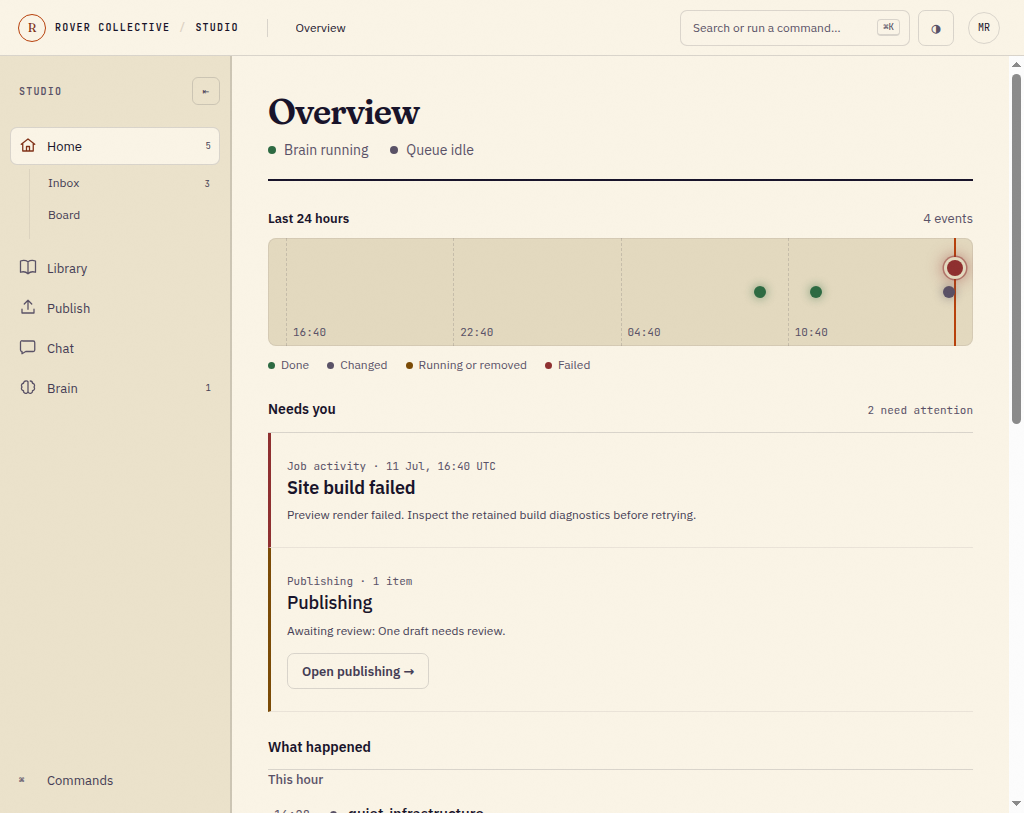 R ROVER COLLECTIVE / STUDIO Overview Search or run a command... ⌘K MR
STUDIO
Home 5
Inbox 3
Board
Library
Publish
Chat
Brain 1
⌘ Commands
Overview
Brain running Queue idle
Last 24 hours 4 events
16:40 22:40 04:40 10:40
Done Changed Running or removed Failed
Needs you 2 need attention
Job activity · 11 Jul, 16:40 UTC
Site build failed
Preview render failed. Inspect the retained build diagnostics before retrying.
Publishing · 1 item
Publishing
Awaiting review: One draft needs review.
Open publishing →
What happened
This hour
quiet-infrastructure